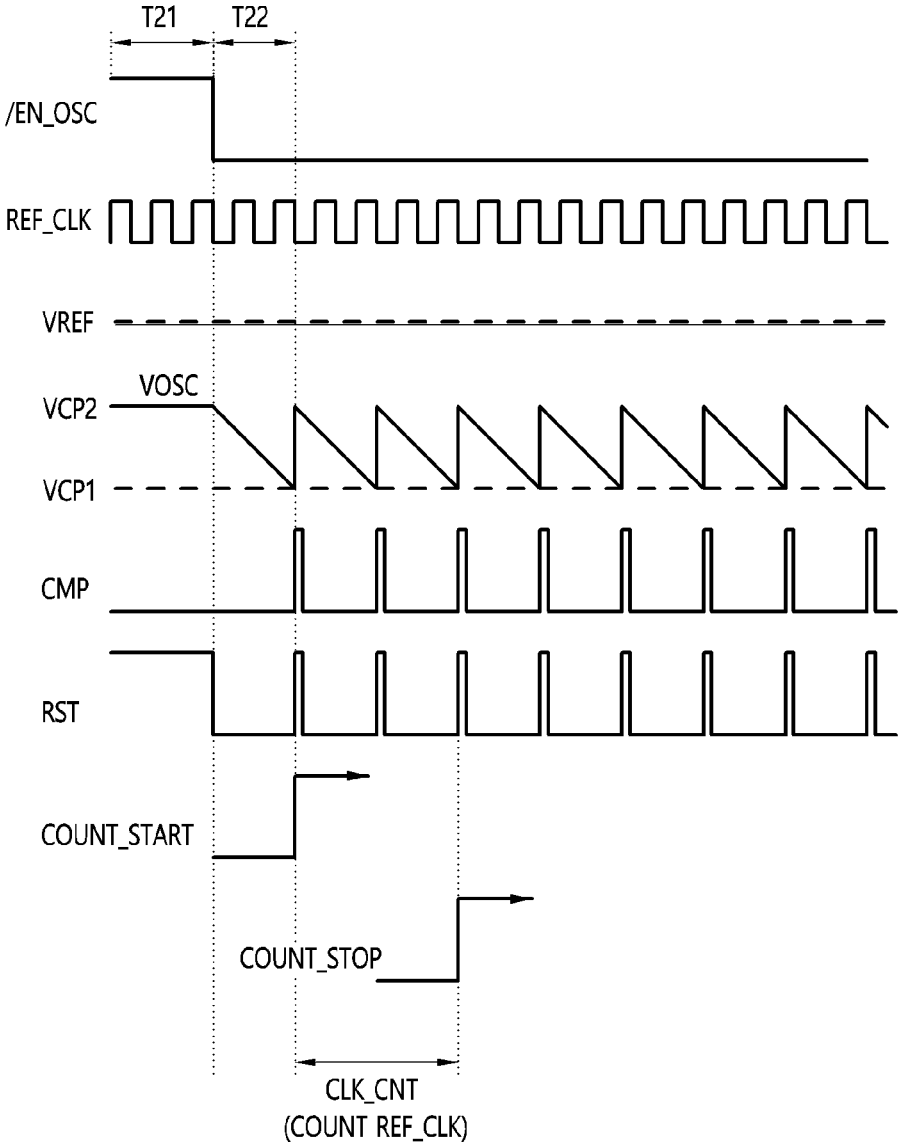 T21 T22
/EN_OSC
REF_CLK
VREF
VOSC
VCP2
VCP1
CMP
RST
COUNT_START
COUNT_STOP
CLK_CNT
(COUNT REF_CLK)